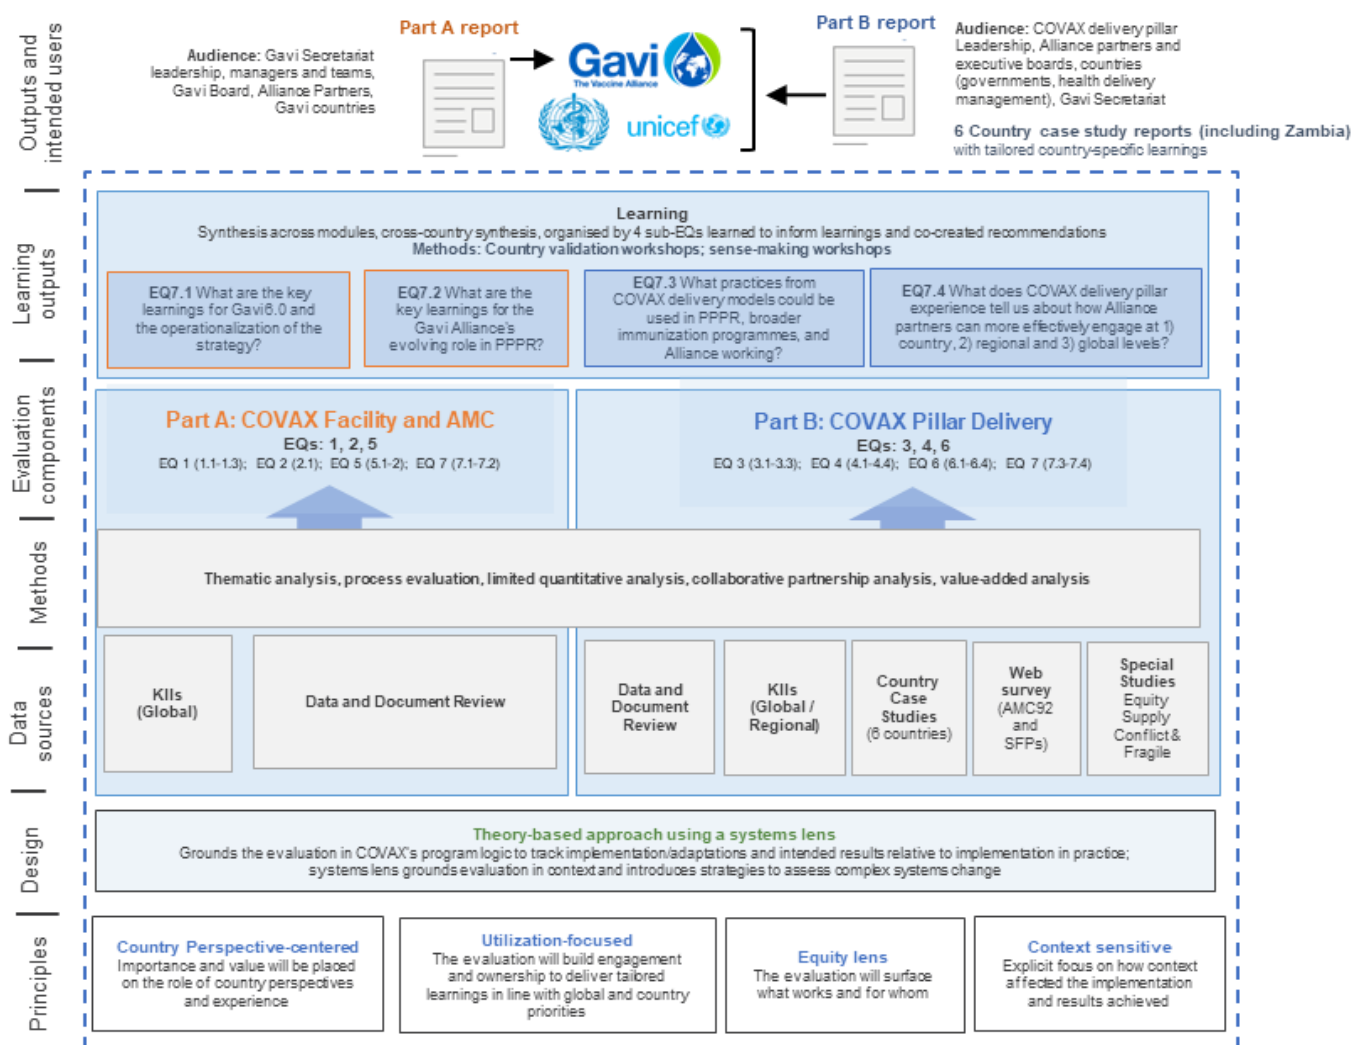 Outputs and
intended users
Part A report
Audience: Gavi Secretariat
leadership, managers and teams,
Gavi Board, Alliance Partners,
Gavi countries
Gavi
The Vaccine Alliance
unicef
Part B report
Audience: COVAX delivery pillar
Leadership, Alliance partners and
executive boards, countries
(governments, health delivery
management), Gavi Secretariat
6 Country case study reports (including Zambia)
with tailored country-specific learnings
Learning
outputs
Learning
Synthesis across modules, cross-country synthesis, organised by 4 sub-EQs learned to inform learnings and co-created recommendations
Methods: Country validation workshops; sense-making workshops
EQ7.1 What are the key
learnings for Gavi6.0 and
the operationalization of the
strategy?
EQ7.2 What are the
key learnings for the
Gavi Alliance's
evolving role in PPPR?
EQ7.3 What practices from
COVAX delivery models could be
used in PPPR, broader
immunization programmes, and
Alliance working?
EQ7.4 What does COVAX delivery pillar
experience tell us about how Alliance
partners can more effectively engage at 1)
country, 2) regional and 3) global levels?
Evaluation
components
Part A: COVAX Facility and AMC
EQs: 1, 2, 5
EQ 1 (1.1-1.3); EQ 2 (2.1); EQ 5 (5.1-2); EQ 7 (7.1-7.2)
Part B: COVAX Pillar Delivery
EQs: 3, 4, 6
EQ 3 (3.1-3.3); EQ 4 (4.1-4.4); EQ 6 (6.1-6.4); EQ 7 (7.3-7.4)
Methods
Thematic analysis, process evaluation, limited quantitative analysis, collaborative partnership analysis, value-added analysis
Data
sources
KIIs
(Global)
Data and Document Review
Data and
Document
Review
KIIs
(Global /
Regional)
Country
Case
Studies
(6 countries)
Web
survey
(AMC92
and
SFPs)
Special
Studies
Equity
Supply
Conflict &
Fragile
Design
Theory-based approach using a systems lens
Grounds the evaluation in COVAX's program logic to track implementation/adaptations and intended results relative to implementation in practice;
systems lens grounds evaluation in context and introduces strategies to assess complex systems change
Principles
Country Perspective-centered
Importance and value will be placed
on the role of country perspectives
and experience
Utilization-focused
The evaluation will build engagement
and ownership to deliver tailored
learnings in line with global and country
priorities
Equity lens
The evaluation will surface
what works and for whom
Context sensitive
Explicit focus on how context
affected the implementation
and results achieved